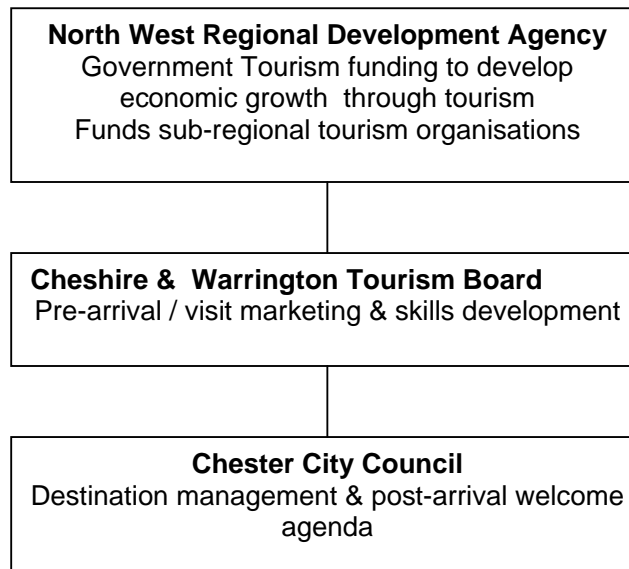 North West Regional Development Agency
Government Tourism funding to develop
economic growth through tourism
Funds sub-regional tourism organisations
Cheshire & Warrington Tourism Board
Pre-arrival / visit marketing & skills development
Chester City Council
Destination management & post-arrival welcome
agenda